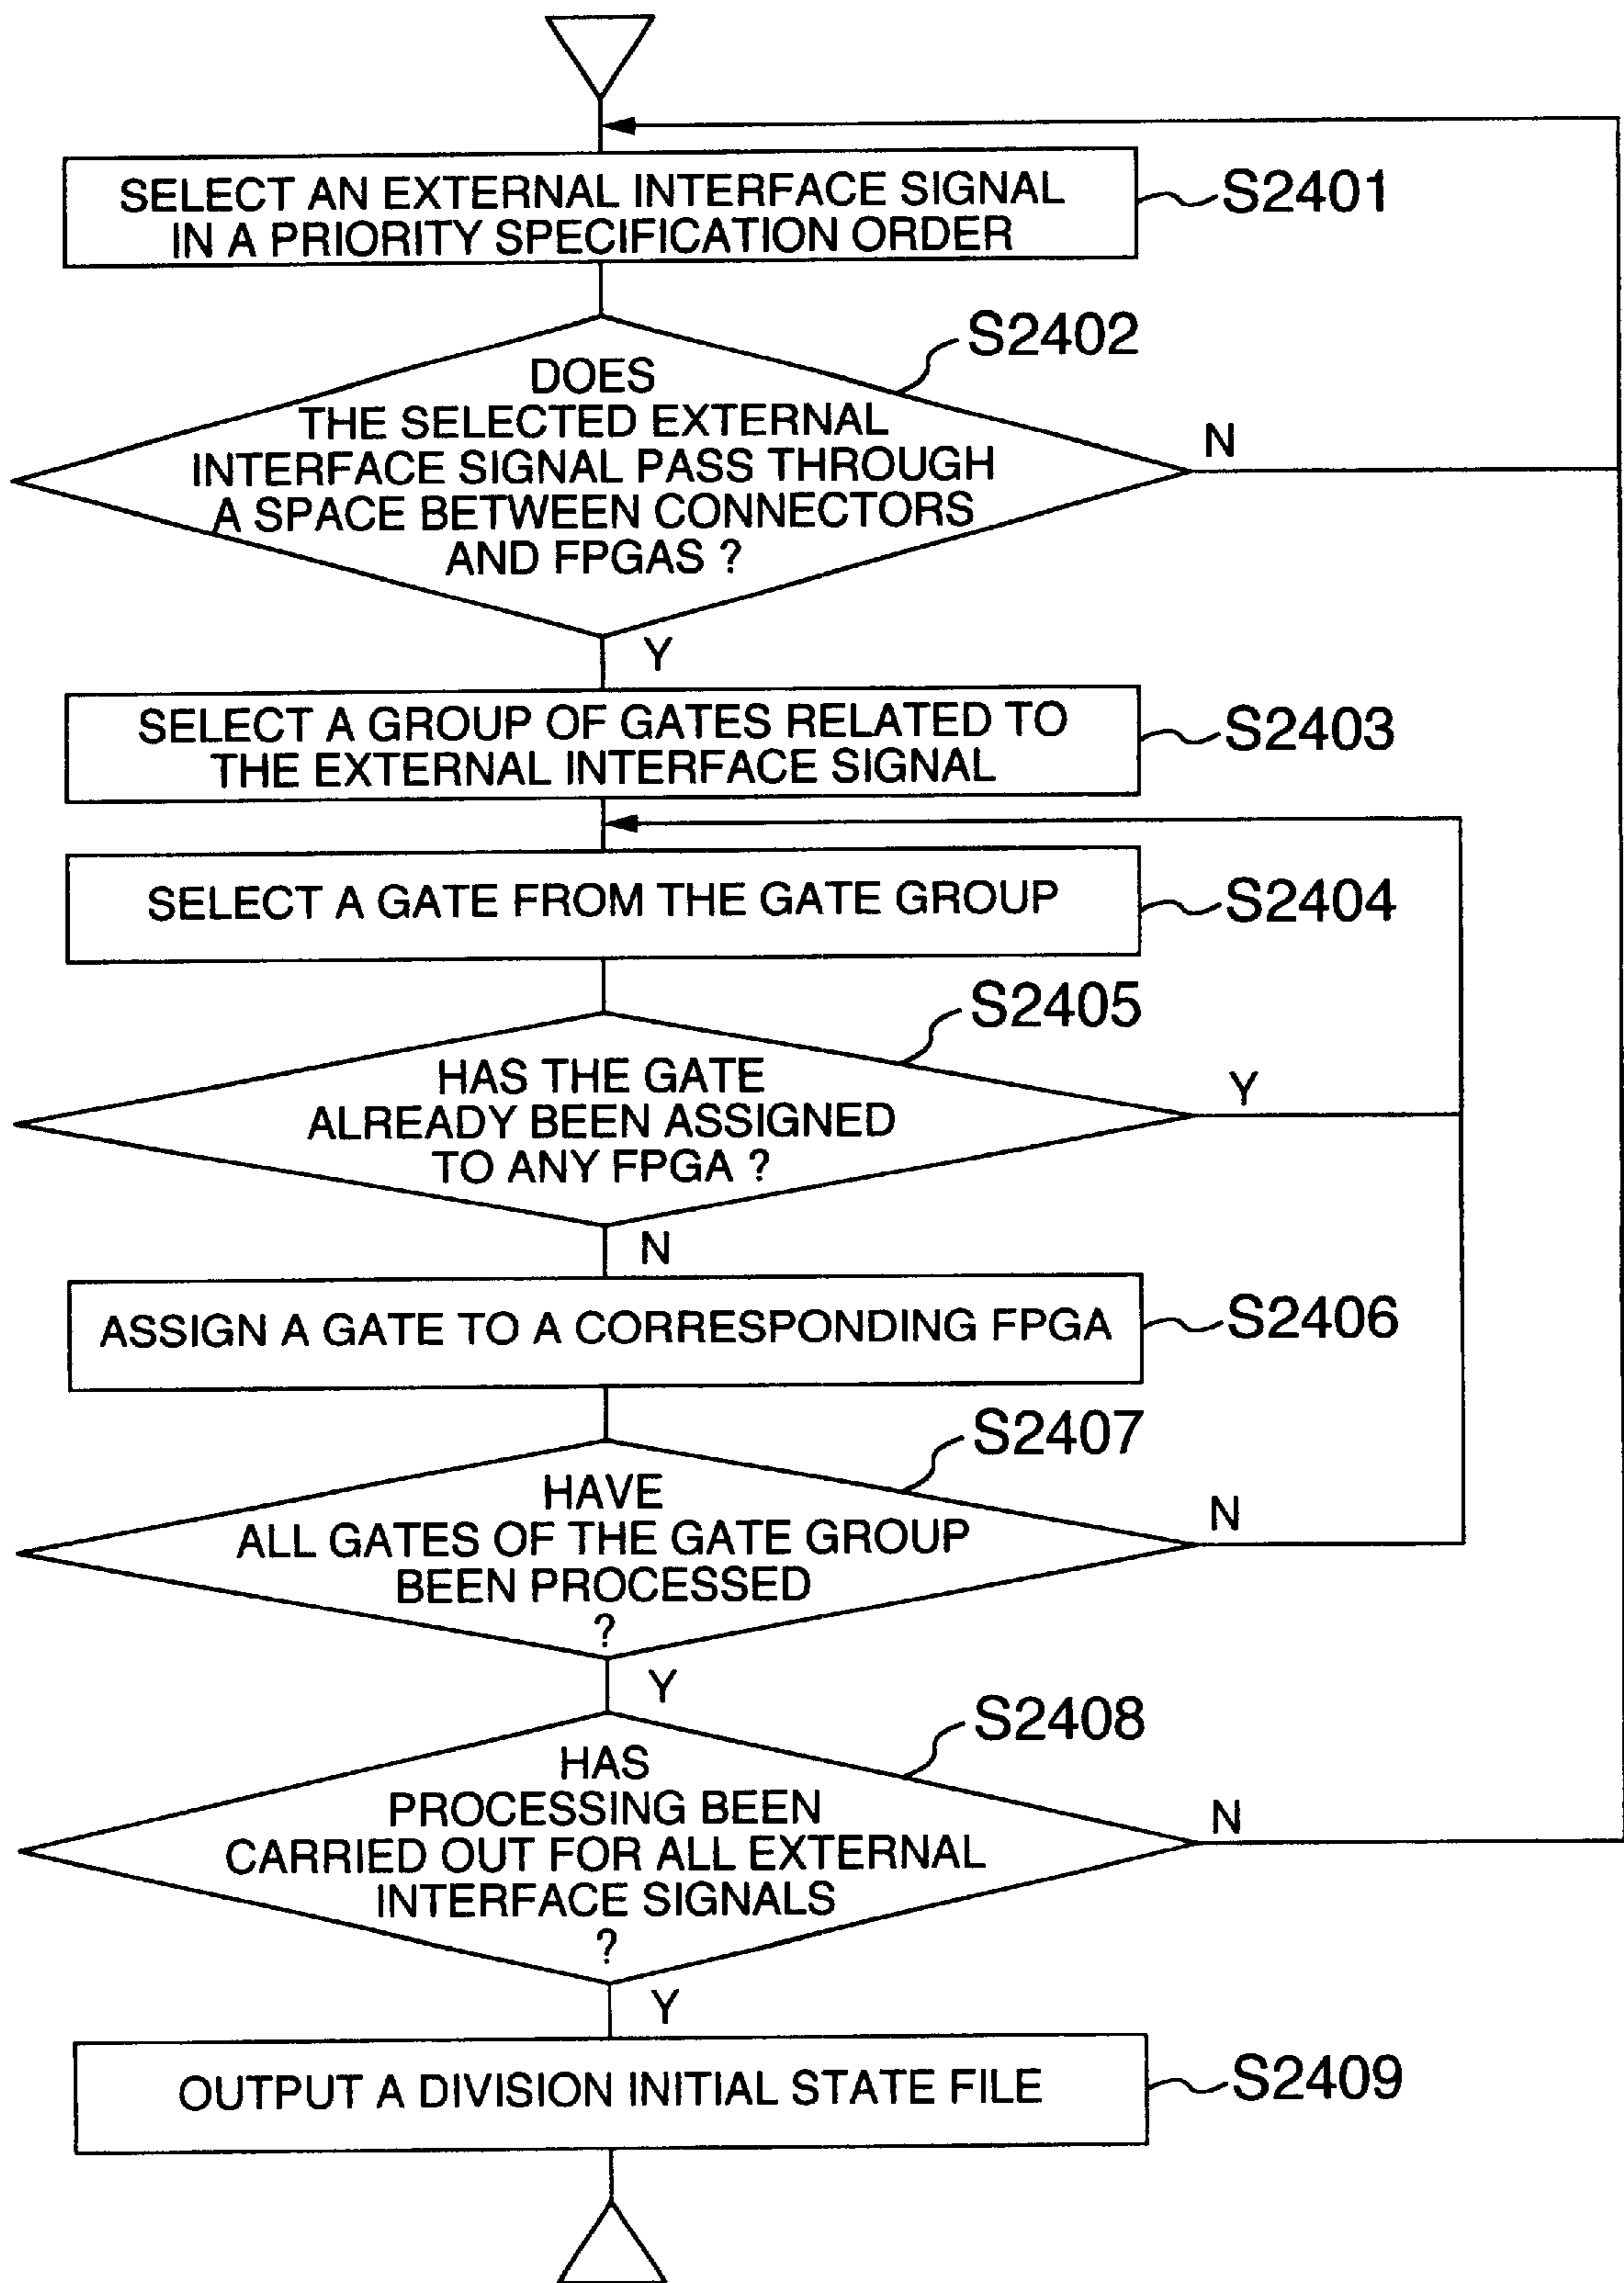 SELECT AN EXTERNAL INTERFACE SIGNAL
IN A PRIORITY SPECIFICATION ORDER
S2401
S2402
DOES
THE SELECTED EXTERNAL
INTERFACE SIGNAL PASS THROUGH
A SPACE BETWEEN CONNECTORS
AND FPGAS ?
N
Y
SELECT A GROUP OF GATES RELATED TO
THE EXTERNAL INTERFACE SIGNAL
S2403
SELECT A GATE FROM THE GATE GROUP
S2404
S2405
HAS THE GATE
ALREADY BEEN ASSIGNED
TO ANY FPGA ?
Y
N
ASSIGN A GATE TO A CORRESPONDING FPGA
S2406
S2407
HAVE
ALL GATES OF THE GATE GROUP
BEEN PROCESSED
?
N
Y
S2408
HAS
PROCESSING BEEN
CARRIED OUT FOR ALL EXTERNAL
INTERFACE SIGNALS
?
N
Y
OUTPUT A DIVISION INITIAL STATE FILE
S2409